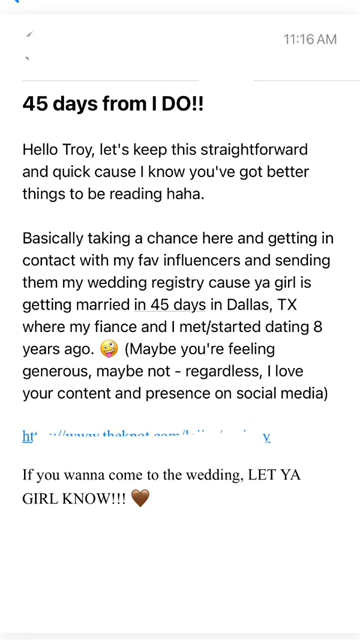 11:16 AM
45 days from I DO!!
Hello Troy, let's keep this straightforward
and quick cause I know you've got better
things to be reading haha.
Basically taking a chance here and getting in
contact with my fav influencers and sending
them my wedding registry cause ya girl is
getting married in 45 days in Dallas, TX
where my fiance and I met/started dating 8
years ago. 🤪 (Maybe you're feeling
generous, maybe not - regardless, I love
your content and presence on social media)
If you wanna come to the wedding, LET YA
GIRL KNOW!!! 🤎